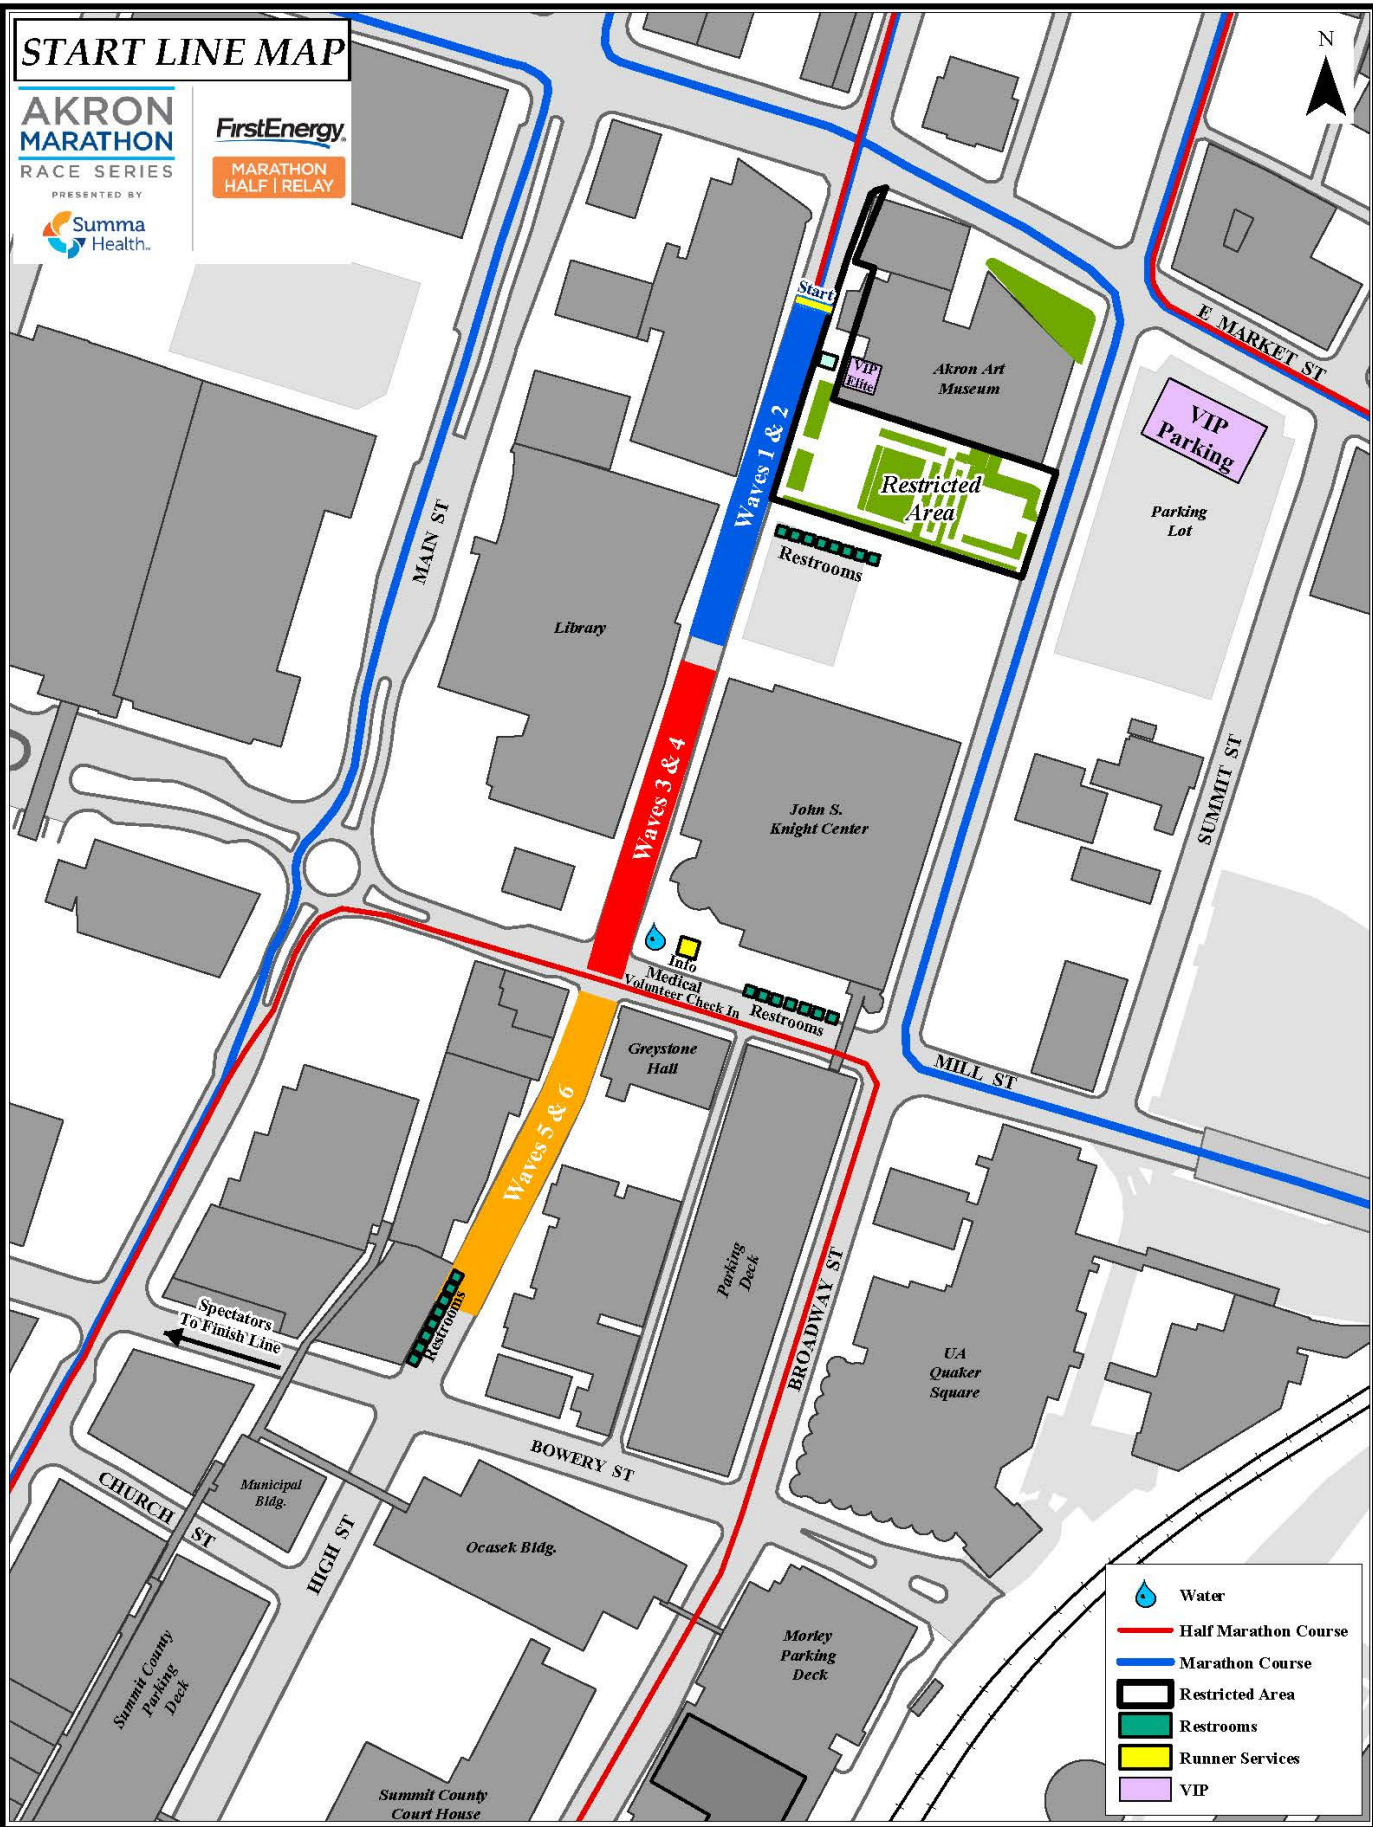 START LINE MAP
AKRON
MARATHON
RACE SERIES
PRESENTED BY
Summa
Health
FirstEnergy
MARATHON
HALF | RELAY
N
Start
VIP
Elite
Akron Art
Museum
E MARKET ST
VIP
Parking
Waves 1 & 2
Restricted
Area
Parking
Lot
MAIN ST
Restrooms
Library
Waves 3 & 4
John S.
Knight Center
SUMMIT ST
Info
Medical
Volunteer Check In
Restrooms
Greystone
Hall
MILL ST
Waves 5 & 6
Parking
Deck
BROADWAY ST
Restrooms
Spectators
To Finish Line
UA
Quaker
Square
BOWERY ST
Municipal
Bldg.
CHURCH ST
HIGH ST
Ocasek Bldg.
Summit County
Parking
Deck
Morley
Parking
Deck
Summit County
Court House
Water
Half Marathon Course
Marathon Course
Restricted Area
Restrooms
Runner Services
VIP